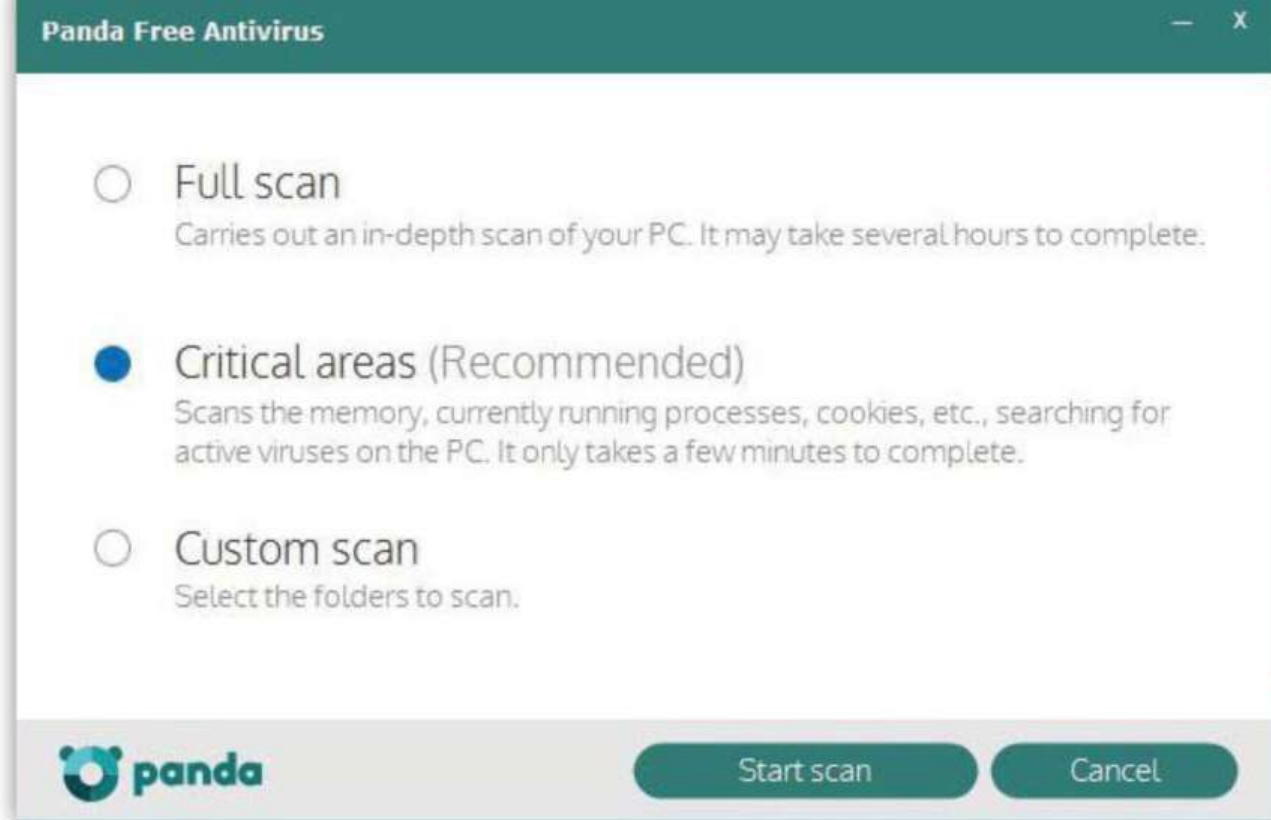 Panda Free Antivirus
— X
Full scan
Carries out an in-depth scan of your PC. It may take several hours to complete.
Critical areas (Recommended)
Scans the memory, currently running processes, cookies, etc., searching for
active viruses on the PC. It only takes a few minutes to complete.
Custom scan
Select the folders to scan.
panda
Start scan
Cancel